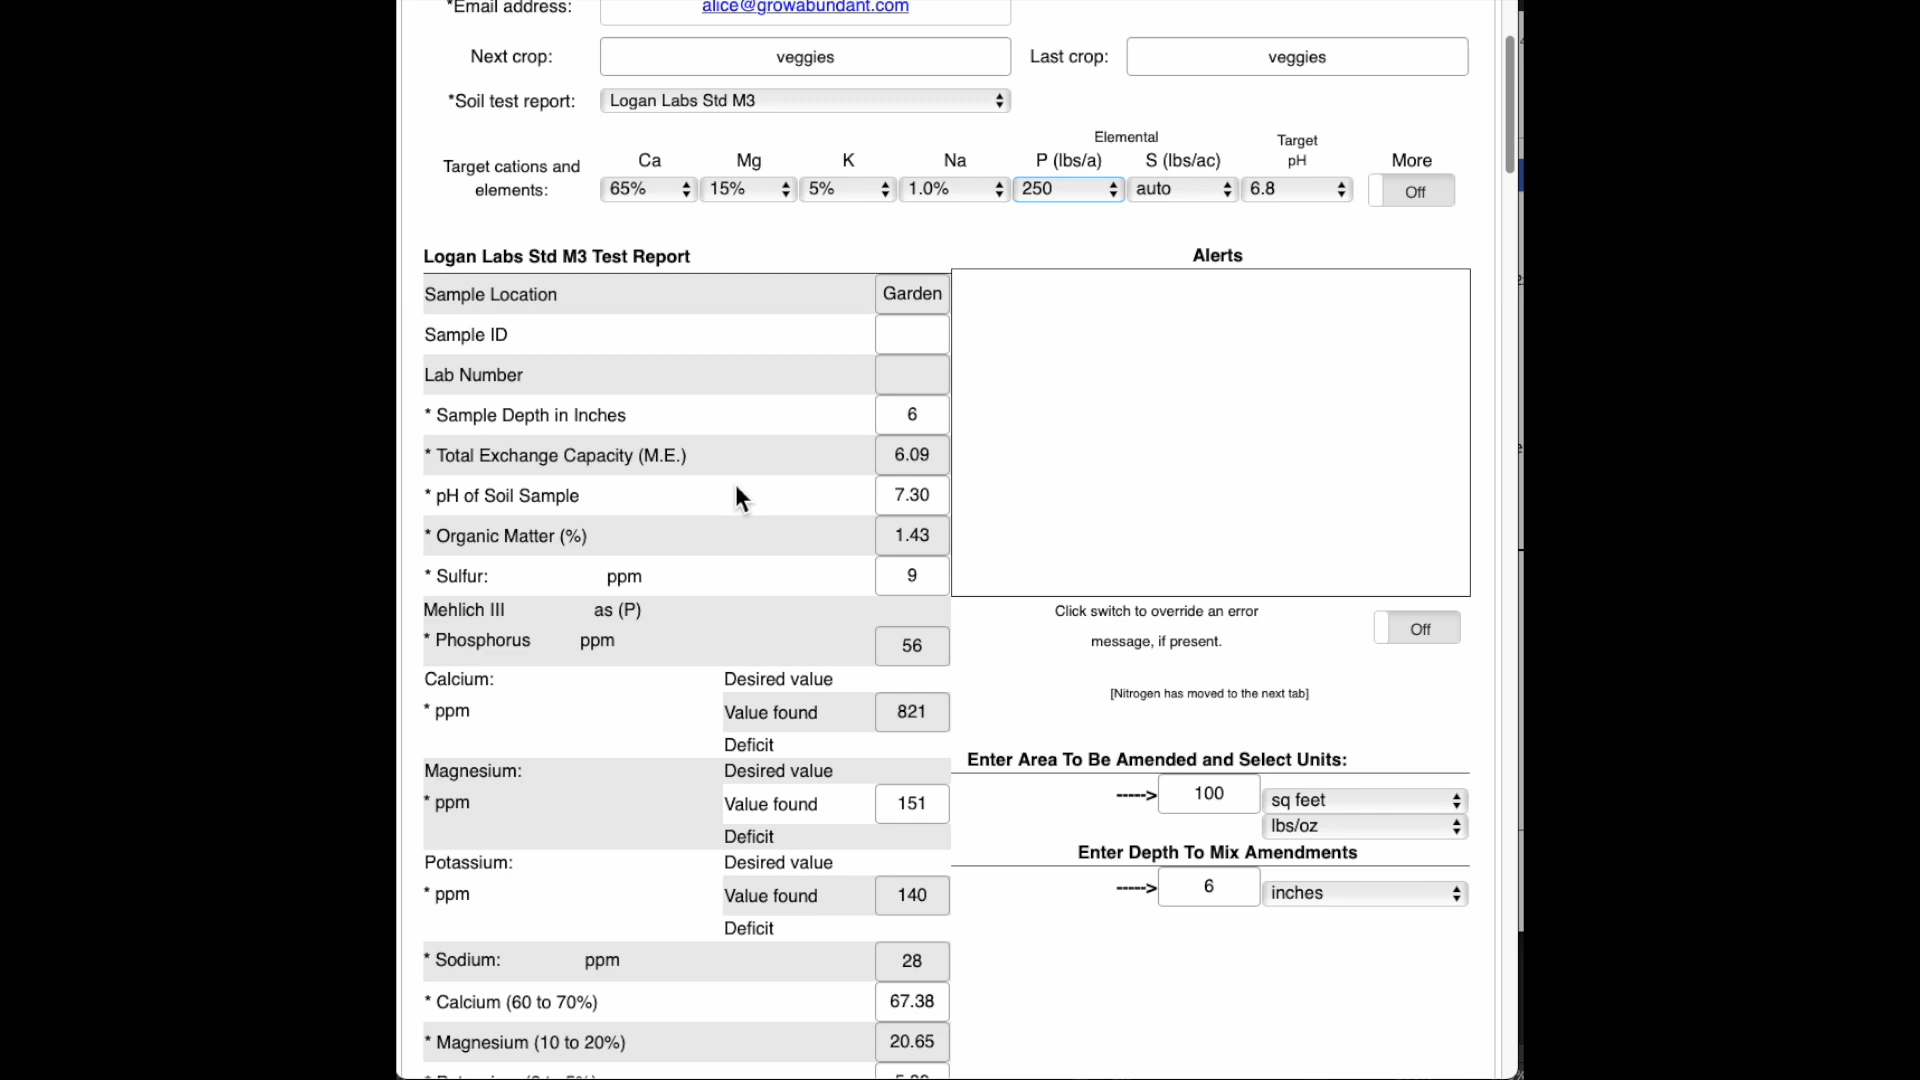 *Email address: alice@growabundant.com
Next crop: veggies Last crop: veggies
*Soil test report: Logan Labs Std M3
Elemental Target
Ca Mg K Na P (lbs/a) S (lbs/ac) pH More
Target cations and
elements:
65% 15% 5% 1.0% 250 auto 6.8 Off
Logan Labs Std M3 Test Report
Alerts
Sample Location Garden
Sample ID
Lab Number
* Sample Depth in Inches 6
* Total Exchange Capacity (M.E.) 6.09
* pH of Soil Sample 7.30
* Organic Matter (%) 1.43
* Sulfur: ppm 9
Mehlich III as (P)
* Phosphorus ppm 56
Click switch to override an error
message, if present.
Off
[Nitrogen has moved to the next tab]
Calcium: Desired value
* ppm Value found 821
Deficit
Magnesium: Desired value
* ppm Value found 151
Deficit
Potassium: Desired value
* ppm Value found 140
Deficit
Enter Area To Be Amended and Select Units:
-----> 100 sq feet
lbs/oz
Enter Depth To Mix Amendments
-----> 6 inches
* Sodium: ppm 28
* Calcium (60 to 70%) 67.38
* Magnesium (10 to 20%) 20.65